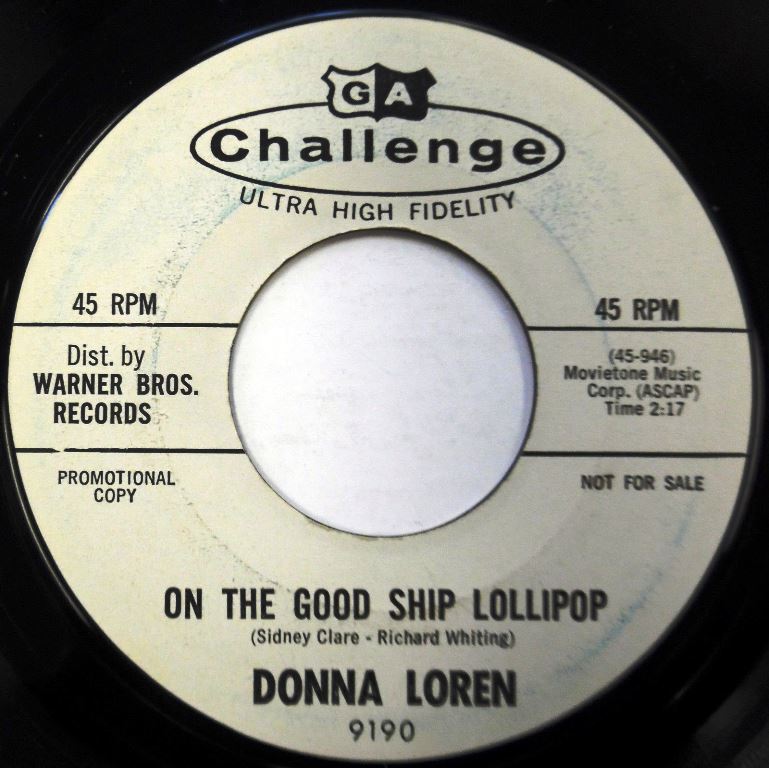 GA
Challenge
ULTRA HIGH FIDELITY
45 RPM
Dist. by
WARNER BROS.
RECORDS
PROMOTIONAL
COPY
45 RPM
(45-946)
Movietone Music
Corp. (ASCAP)
Time 2:17
NOT FOR SALE
ON THE GOOD SHIP LOLLIPOP
(Sidney Clare - Richard Whiting)
DONNA LOREN
9190